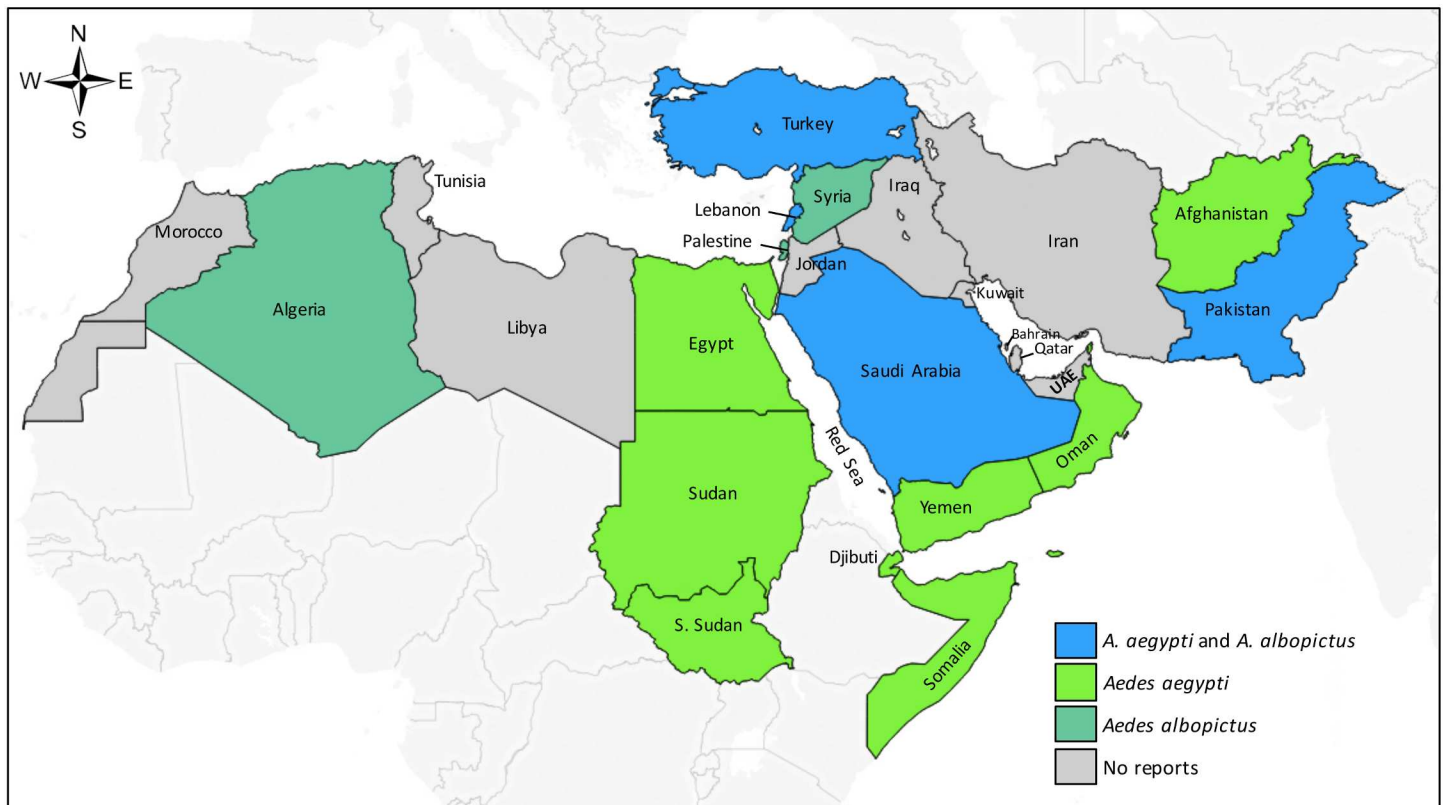 N
W E
S
Turkey
Tunisia
Syria
Iraq
Lebanon
Afghanistan
Morocco
Palestine
Iran
Jordan
Algeria
Kuwait
Libya
Pakistan
Egypt
Bahrain
Qatar
Saudi Arabia
UAE
Red Sea
Oman
Sudan
Yemen
Djibuti
S. Sudan
Somalia
A. aegypti and A. albopictus
Aedes aegypti
Aedes albopictus
No reports